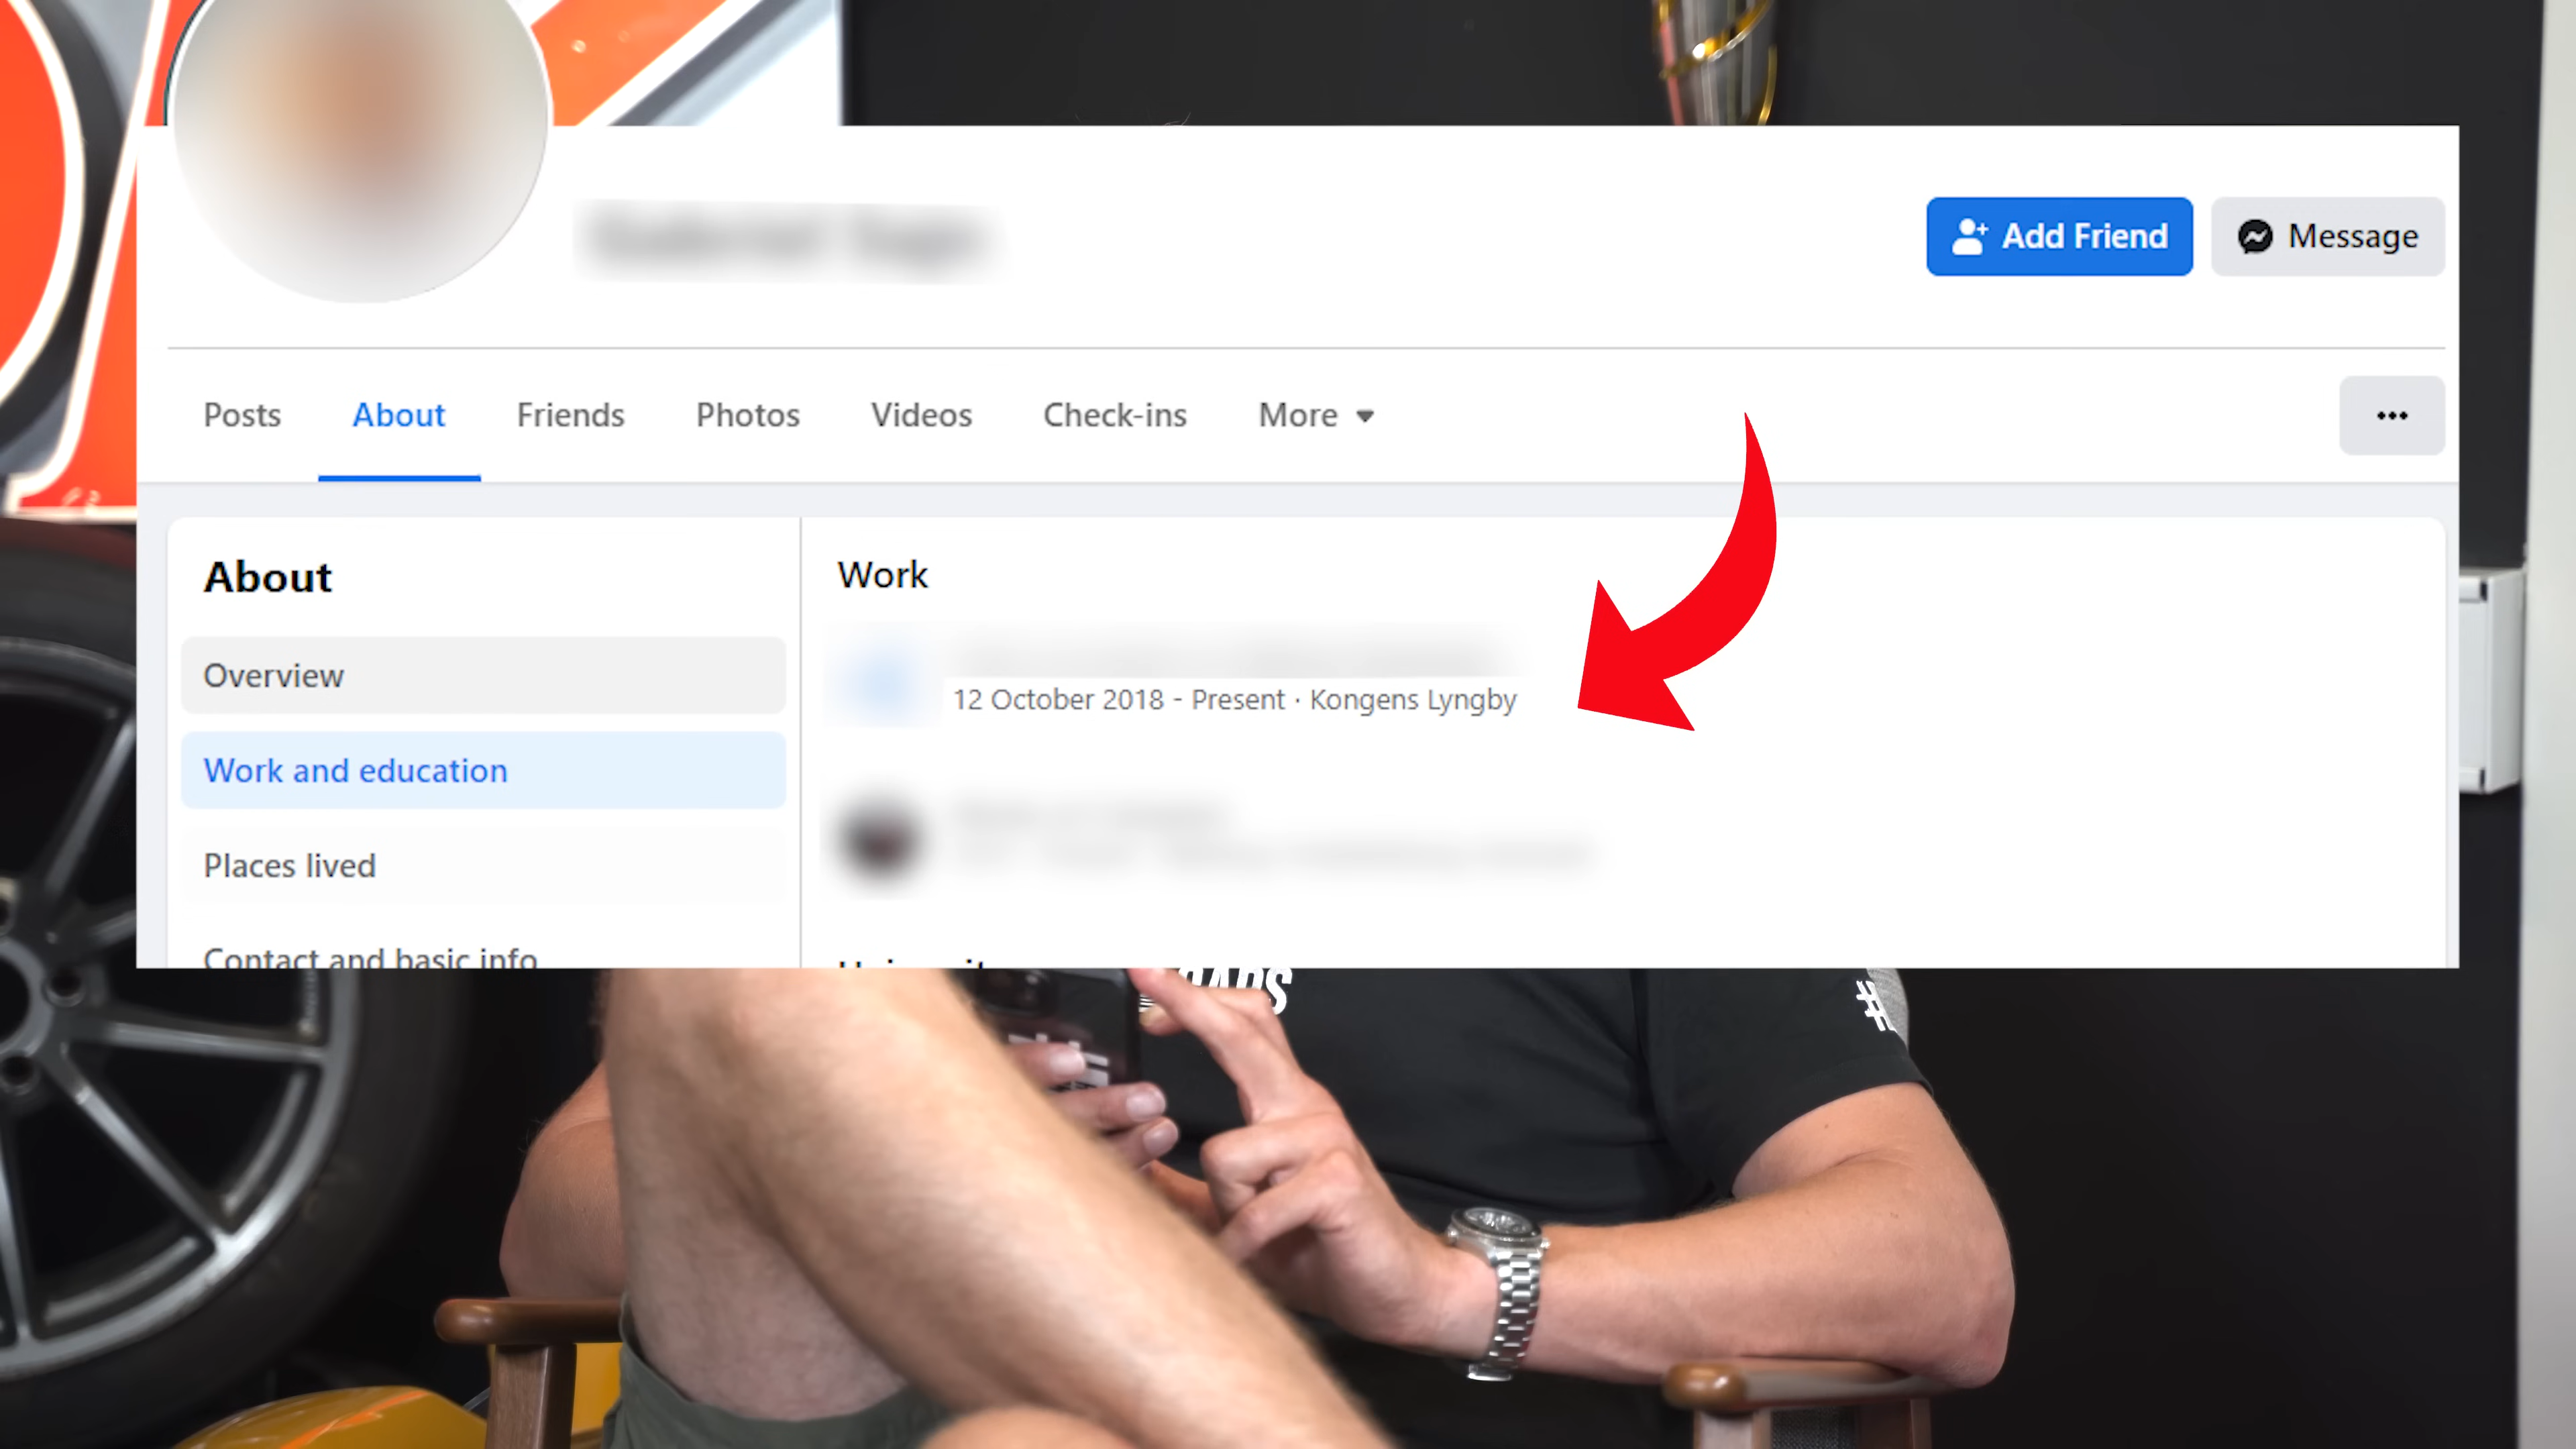 Add Friend
Message
Posts
About
Friends
Photos
Videos
Check-ins
More
About
Overview
Work and education
Places lived
Contact and basic info
Work
12 October 2018 - Present · Kongens Lyngby
#